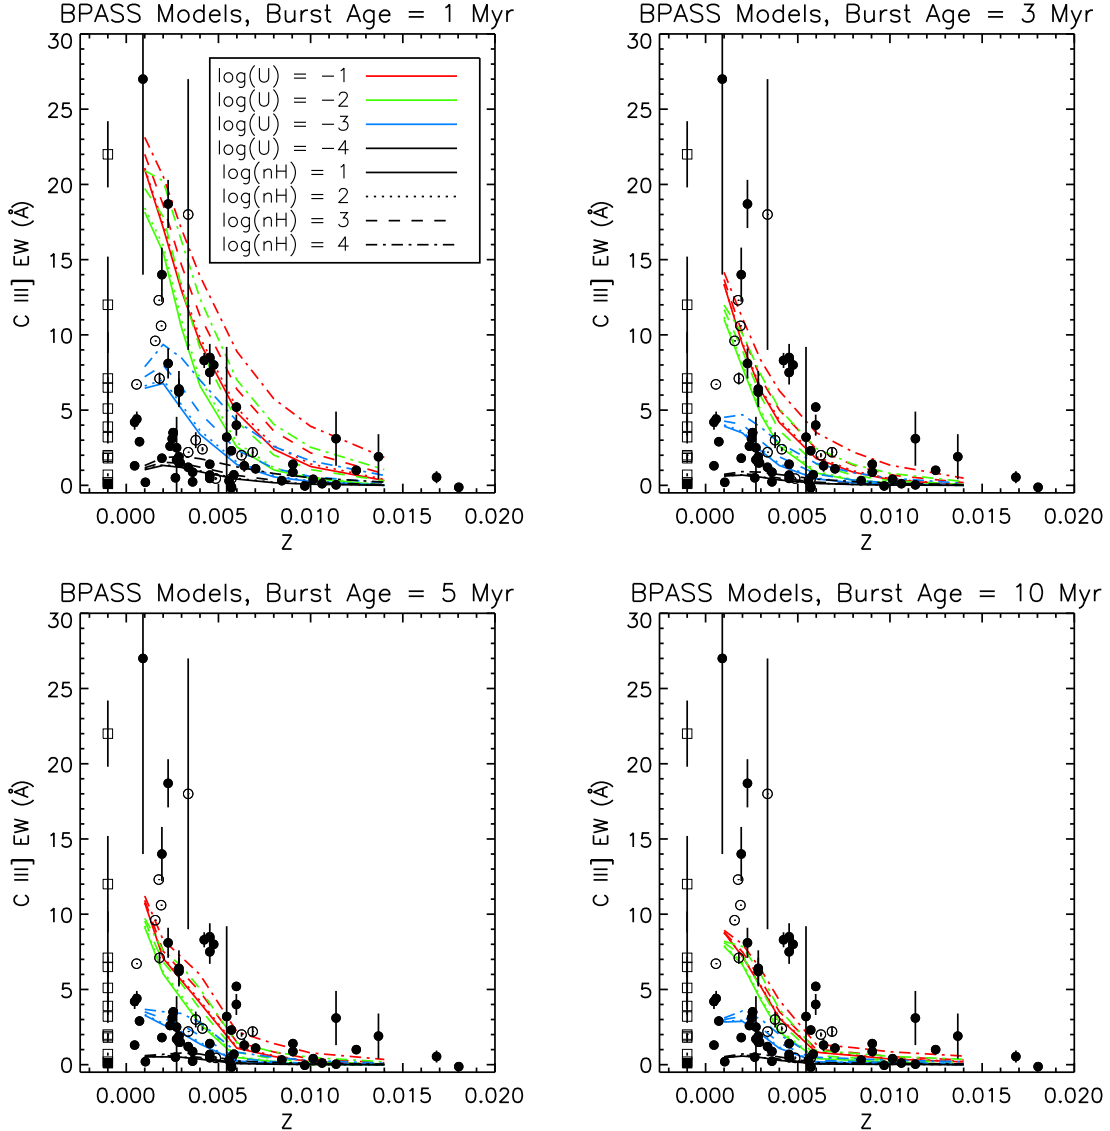 BPASS Models, Burst Age = 1 Myr
30
25
20
15
10
5
0
C III] EW (Å)
log(U) = −1
log(U) = −2
log(U) = −3
log(U) = −4
log(nH) = 1
log(nH) = 2
log(nH) = 3
log(nH) = 4
0.000 0.005 0.010 0.015 0.020
Z
BPASS Models, Burst Age = 3 Myr
30
25
20
15
10
5
0
C III] EW (Å)
0.000 0.005 0.010 0.015 0.020
Z
BPASS Models, Burst Age = 5 Myr
30
25
20
15
10
5
0
C III] EW (Å)
0.000 0.005 0.010 0.015 0.020
Z
BPASS Models, Burst Age = 10 Myr
30
25
20
15
10
5
0
C III] EW (Å)
0.000 0.005 0.010 0.015 0.020
Z